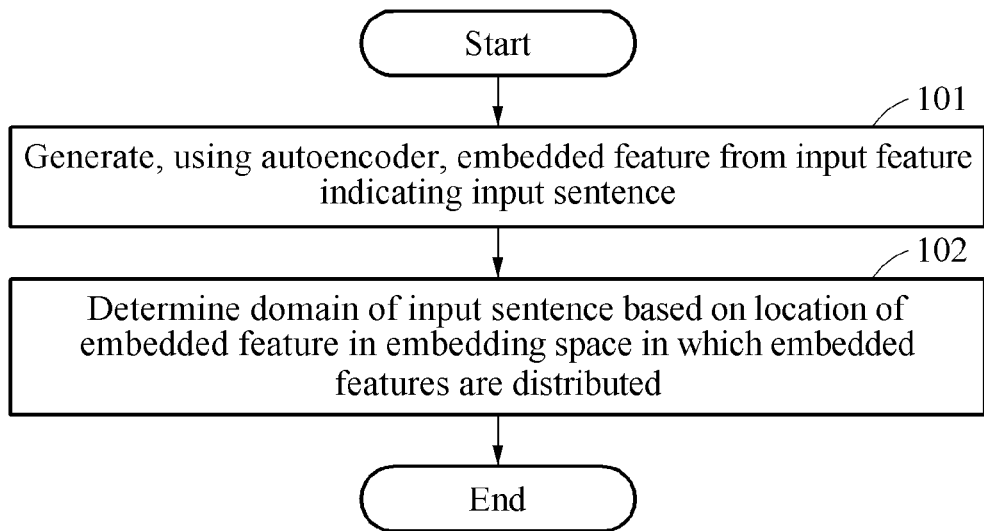 Start
101
Generate, using autoencoder, embedded feature from input feature
indicating input sentence
102
Determine domain of input sentence based on location of
embedded feature in embedding space in which embedded
features are distributed
End